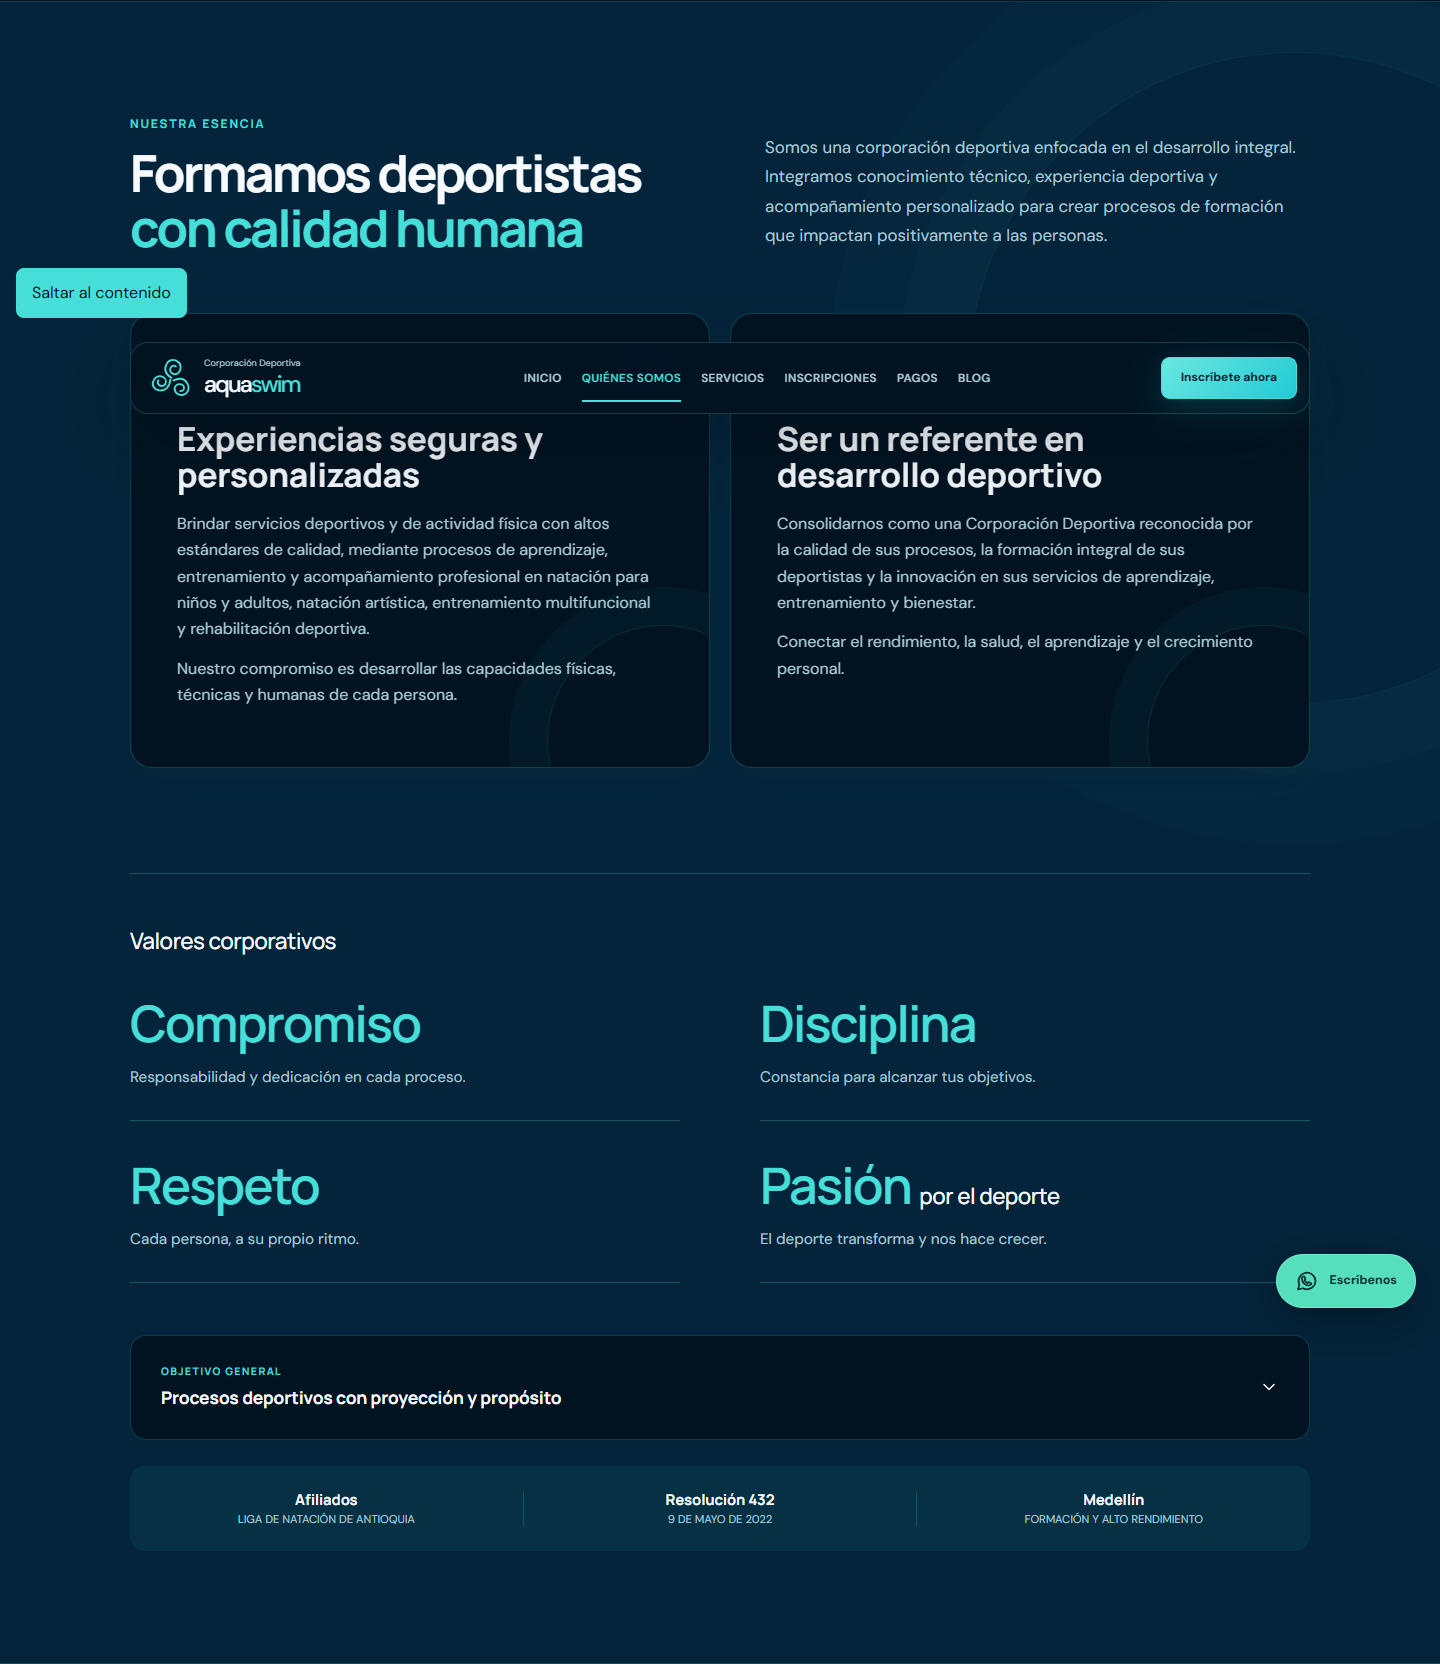 NUESTRA ESENCIA
Formamos deportistas
con calidad humana
Somos una corporación deportiva enfocada en el desarrollo integral.
Integramos conocimiento técnico, experiencia deportiva y
acompañamiento personalizado para crear procesos de formación
que impactan positivamente a las personas.
Saltar al contenido
Corporación Deportiva
aquaswim
INICIO
QUIÉNES SOMOS
SERVICIOS
INSCRIPCIONES
PAGOS
BLOG
Inscríbete ahora
Experiencias seguras y
personalizadas
Brindar servicios deportivos y de actividad física con altos
estándares de calidad, mediante procesos de aprendizaje,
entrenamiento y acompañamiento profesional en natación para
niños y adultos, natación artística, entrenamiento multifuncional
y rehabilitación deportiva.
Nuestro compromiso es desarrollar las capacidades físicas,
técnicas y humanas de cada persona.
Ser un referente en
desarrollo deportivo
Consolidarnos como una Corporación Deportiva reconocida por
la calidad de sus procesos, la formación integral de sus
deportistas y la innovación en sus servicios de aprendizaje,
entrenamiento y bienestar.
Conectar el rendimiento, la salud, el aprendizaje y el crecimiento
personal.
Valores corporativos
Compromiso
Responsabilidad y dedicación en cada proceso.
Disciplina
Constancia para alcanzar tus objetivos.
Respeto
Cada persona, a su propio ritmo.
Pasión por el deporte
El deporte transforma y nos hace crecer.
Escríbenos
OBJETIVO GENERAL
Procesos deportivos con proyección y propósito
Afiliados
LIGA DE NATACIÓN DE ANTIOQUIA
Resolución 432
9 DE MAYO DE 2022
Medellín
FORMACIÓN Y ALTO RENDIMIENTO